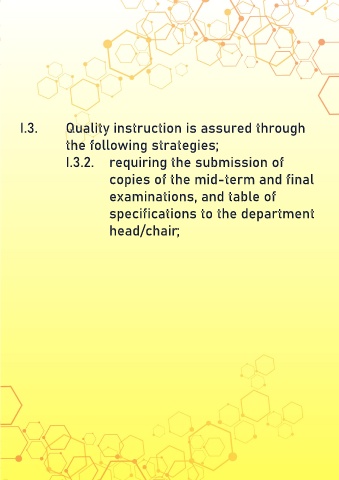 I.3. Quality instruction is assured through
the following strategies;
I.3.2. requiring the submission of
copies of the mid-term and final
examinations, and table of
specifications to the department
head/chair;